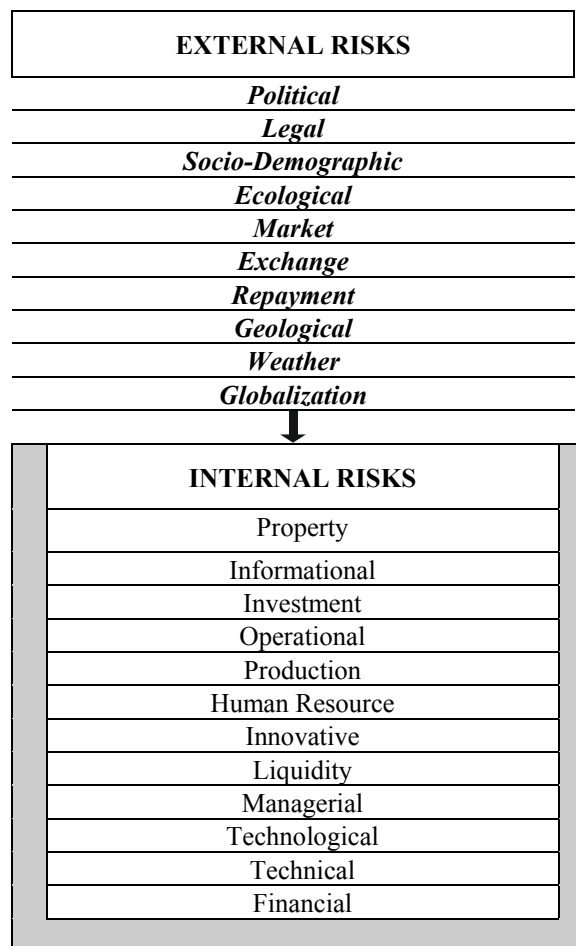 EXTERNAL RISKS
Political
Legal
Socio-Demographic
Ecological
Market
Exchange
Repayment
Geological
Weather
Globalization
INTERNAL RISKS
Property
Informational
Investment
Operational
Production
Human Resource
Innovative
Liquidity
Managerial
Technological
Technical
Financial